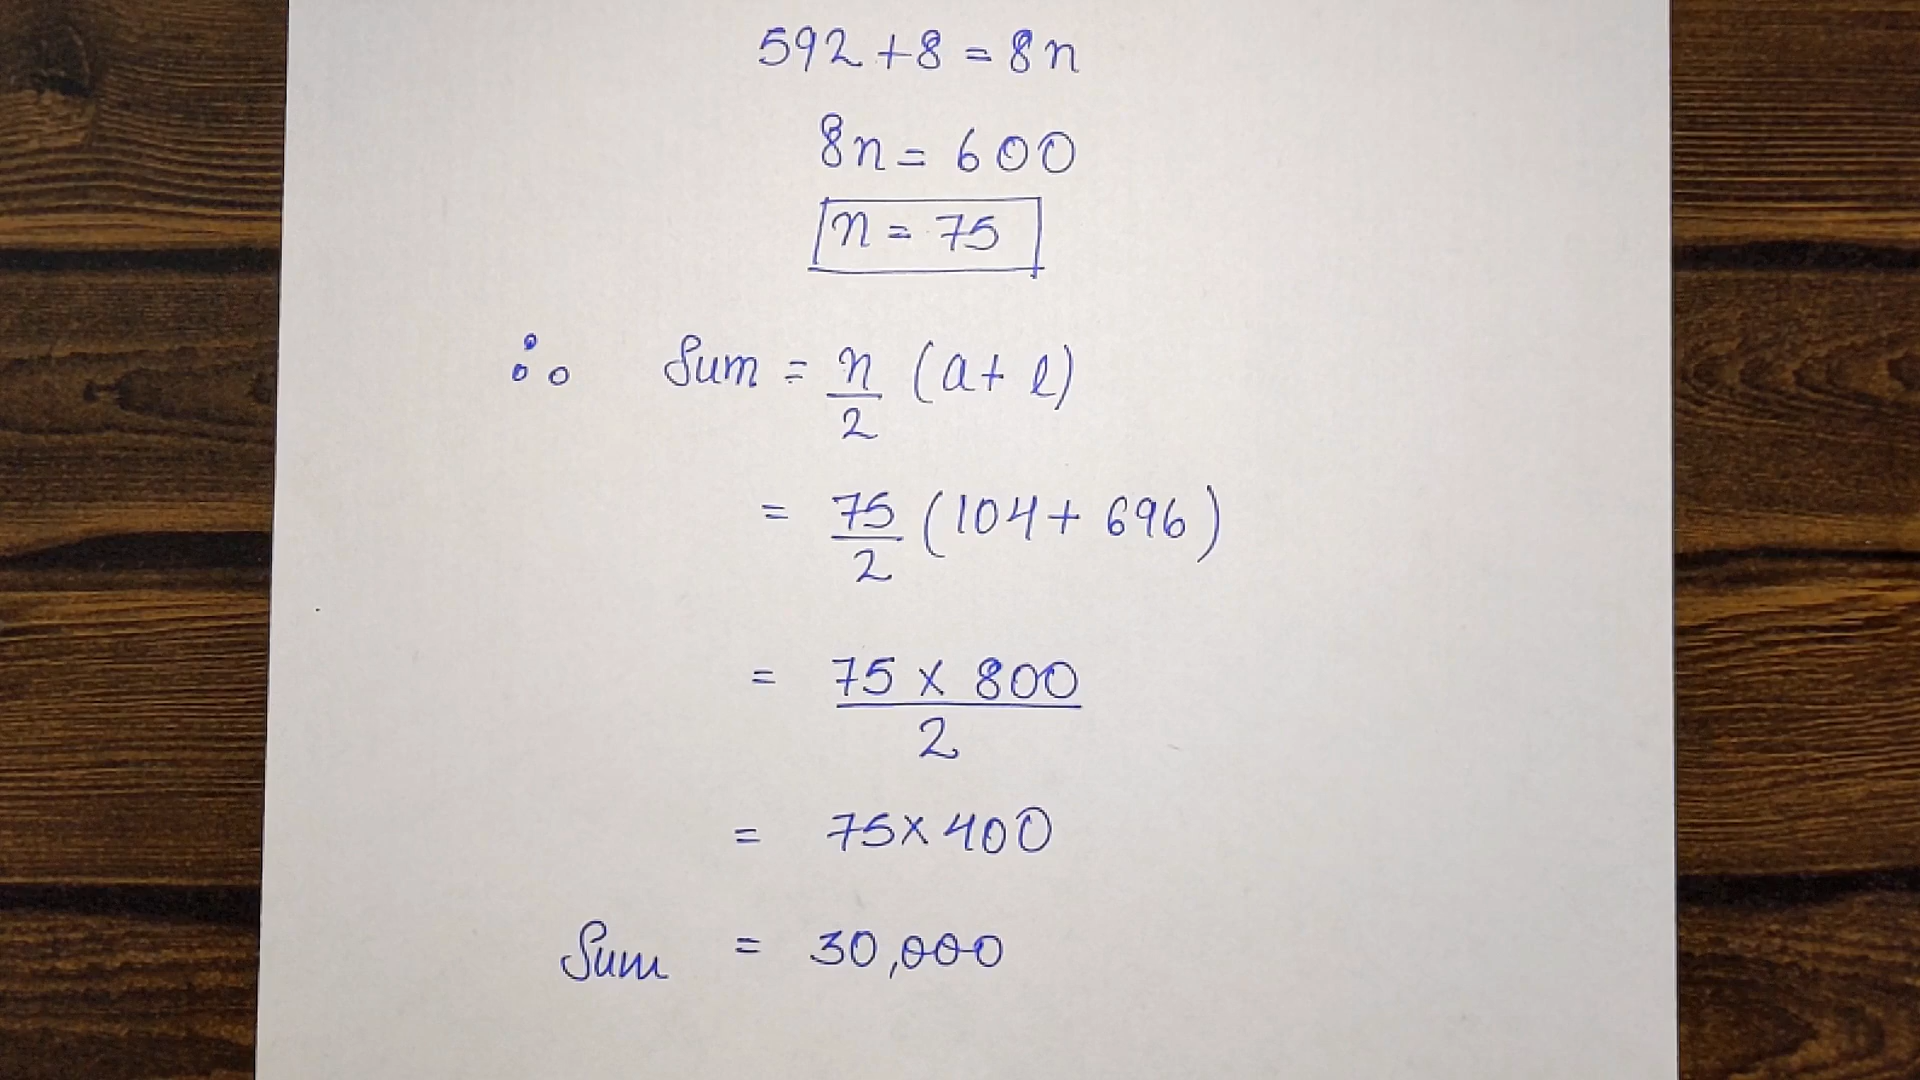 592 + 8 = 8n
8n = 600
n = 75
∴ Sum = n/2 (a + l)
= 75/2 (104 + 696)
= 75 × 800 / 2
= 75 × 400
Sum = 30,000